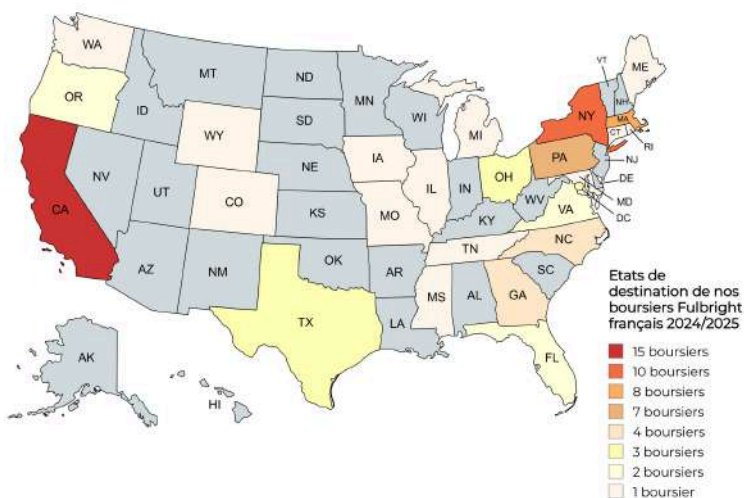 WA
MT
ND
MN
VT
ME
OR
ID
SD
WI
NH
NY
MA
CT
RI
WY
MI
IA
NE
PA
NJ
NV
UT
CO
IL
IN
OH
DE
MD
DC
CA
KS
MO
WV
VA
KY
NC
TN
AZ
NM
OK
AR
SC
MS
AL
GA
TX
LA
FL
AK
HI
Etats de
destination de nos
boursiers Fulbright
français 2024/2025
15 boursiers
10 boursiers
8 boursiers
7 boursiers
4 boursiers
3 boursiers
2 boursiers
1 boursier